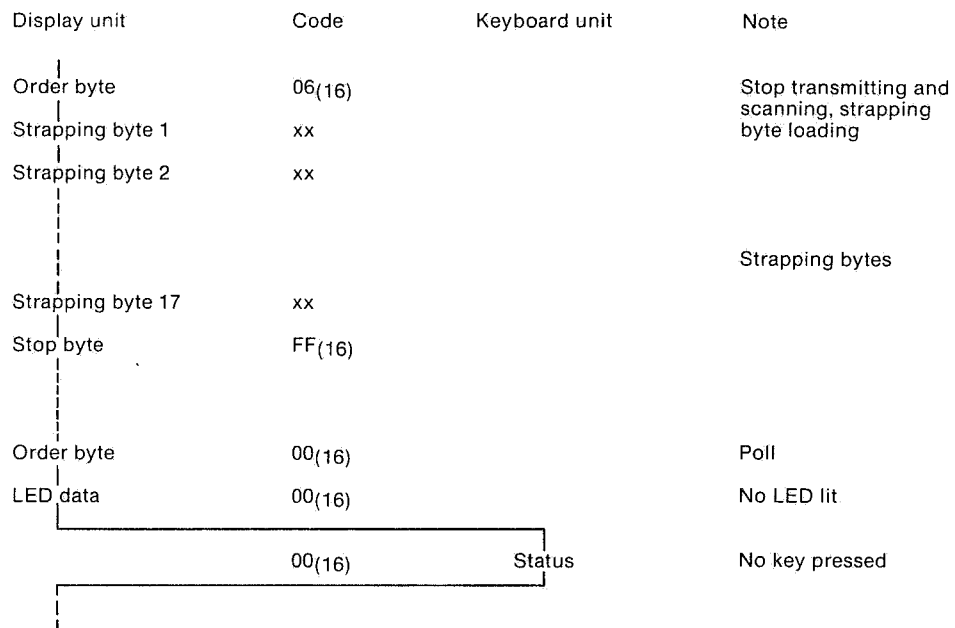 Display unit Code Keyboard unit Note
Order byte 06(16) Stop transmitting and
scanning, strapping
Strapping byte 1 xx byte loading
Strapping byte 2 xx
Strapping bytes
Strapping byte 17 xx
Stop byte FF(16)
Order byte 00(16) Poll
LED data 00(16) No LED lit
00(16) Status No key pressed